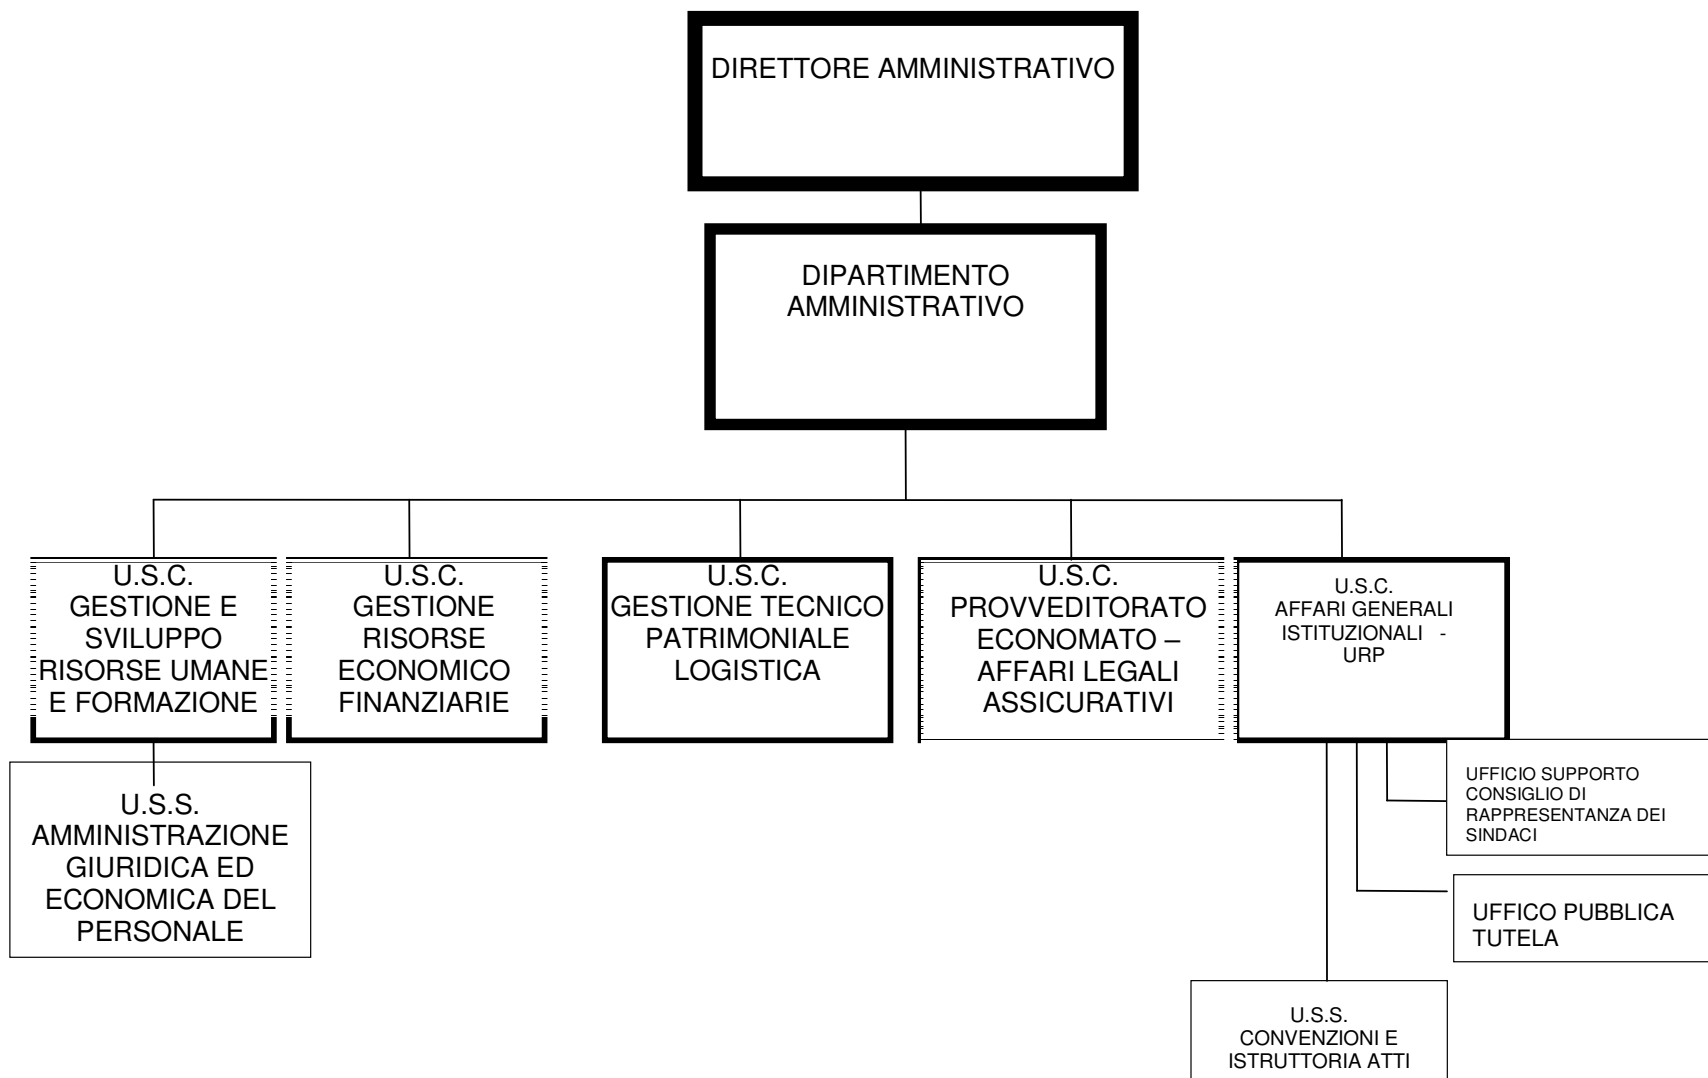 DIRETTORE AMMINISTRATIVO
DIPARTIMENTO
AMMINISTRATIVO
U.S.C.
GESTIONE E
SVILUPPO
RISORSE UMANE
E FORMAZIONE
U.S.C.
GESTIONE
RISORSE
ECONOMICO
FINANZIARIE
U.S.C.
GESTIONE TECNICO
PATRIMONIALE
LOGISTICA
U.S.C.
PROVVEDITORATO
ECONOMATO –
AFFARI LEGALI
ASSICURATIVI
U.S.C.
AFFARI GENERALI
ISTITUZIONALI -
URP
U.S.S.
AMMINISTRAZIONE
GIURIDICA ED
ECONOMICA DEL
PERSONALE
UFFICIO SUPPORTO
CONSIGLIO DI
RAPPRESENTANZA DEI
SINDACI
UFFICO PUBBLICA
TUTELA
U.S.S.
CONVENZIONI E
ISTRUTTORIA ATTI